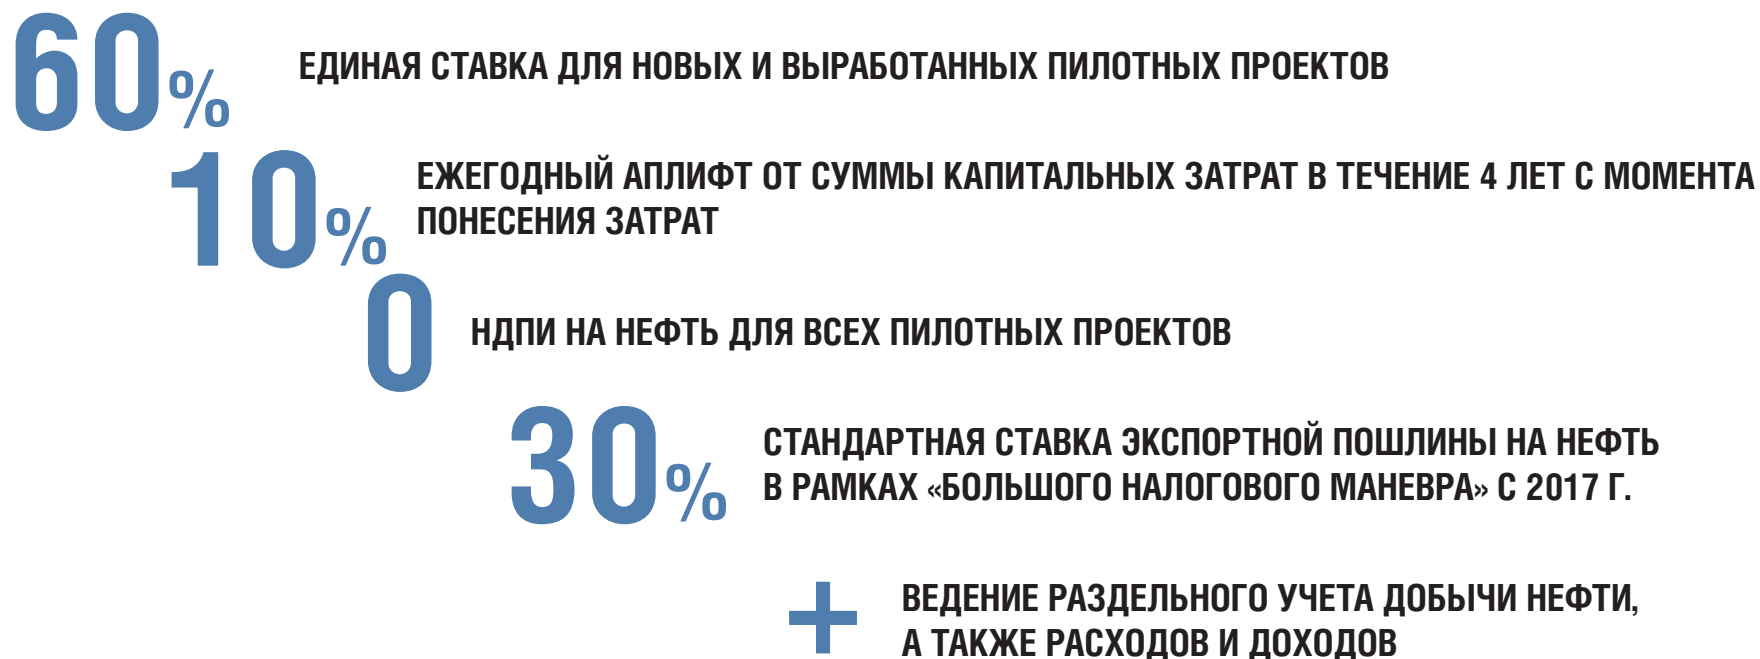 60%
ЕДИНАЯ СТАВКА ДЛЯ НОВЫХ И ВЫРАБОТАННЫХ ПИЛОТНЫХ ПРОЕКТОВ
10%
ЕЖЕГОДНЫЙ АПЛИФТ ОТ СУММЫ КАПИТАЛЬНЫХ ЗАТРАТ В ТЕЧЕНИЕ 4 ЛЕТ С МОМЕНТА
ПОНЕСЕНИЯ ЗАТРАТ
0
НДПИ НА НЕФТЬ ДЛЯ ВСЕХ ПИЛОТНЫХ ПРОЕКТОВ
30%
СТАНДАРТНАЯ СТАВКА ЭКСПОРТНОЙ ПОШЛИНЫ НА НЕФТЬ
В РАМКАХ «БОЛЬШОГО НАЛОГОВОГО МАНЕВРА» С 2017 Г.
+
ВЕДЕНИЕ РАЗДЕЛЬНОГО УЧЕТА ДОБЫЧИ НЕФТИ,
А ТАКЖЕ РАСХОДОВ И ДОХОДОВ